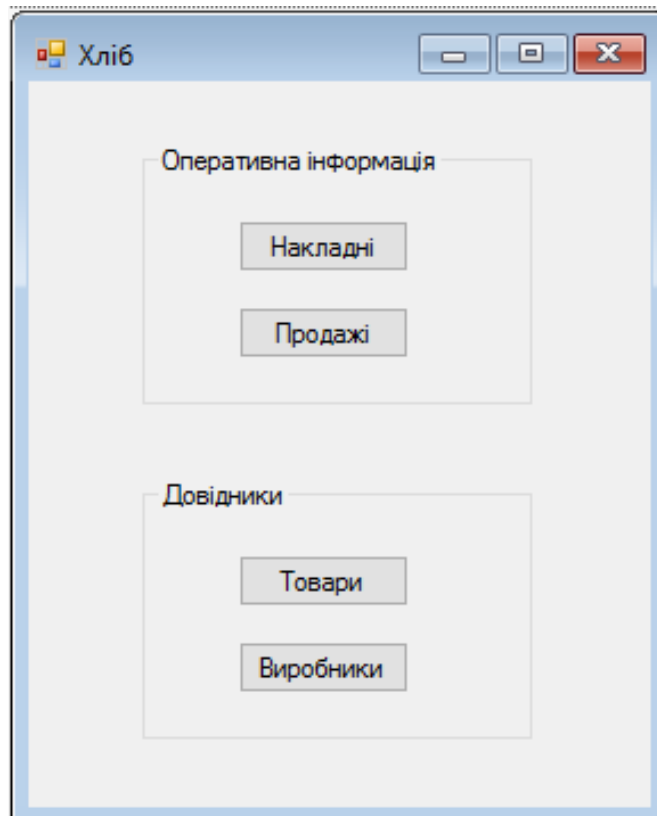 Хліб
Оперативна інформація
Накладні
Продажі
Довідники
Товари
Виробники